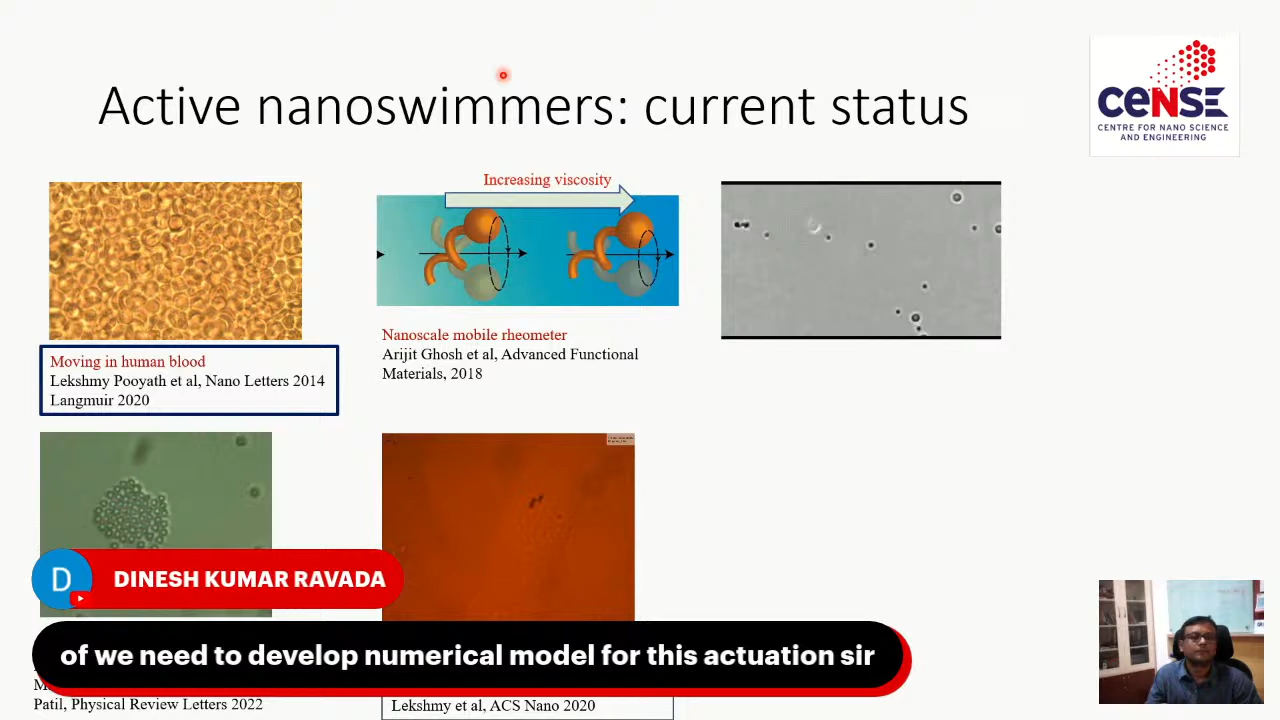 Active nanoswimmers: current status
CeNSE
CENTRE FOR NANO SCIENCE
AND ENGINEERING
Increasing viscosity
Moving in human blood
Lekshmy Pooyath et al, Nano Letters 2014
Langmuir 2020
Nanoscale mobile rheometer
Arijit Ghosh et al, Advanced Functional
Materials, 2018
D
DINESH KUMAR RAVADA
of we need to develop numerical model for this actuation sir
Patil, Physical Review Letters 2022
Lekshmy et al, ACS Nano 2020